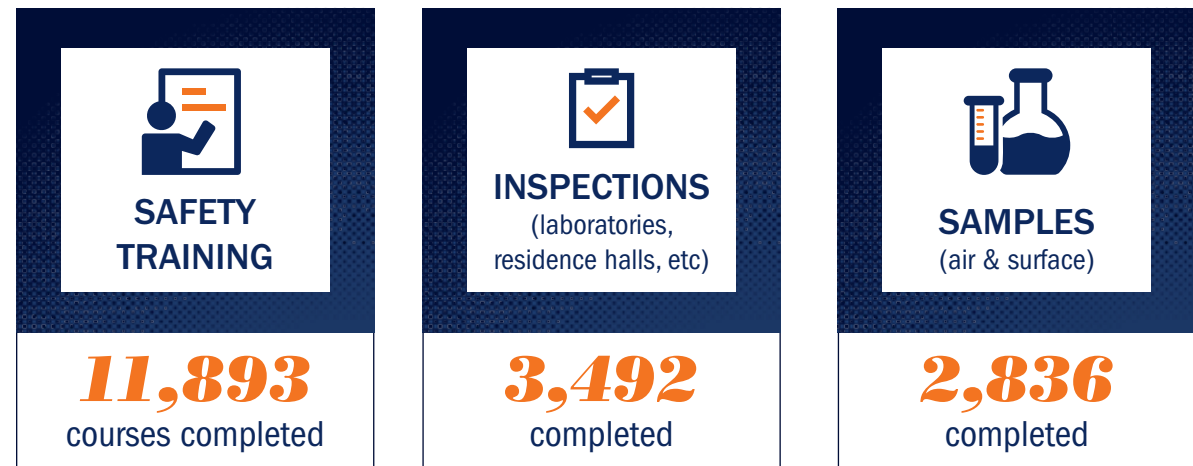 SAFETY
TRAINING
11,893
courses completed
INSPECTIONS
(laboratories,
residence halls, etc)
3,492
completed
SAMPLES
(air & surface)
2,836
completed